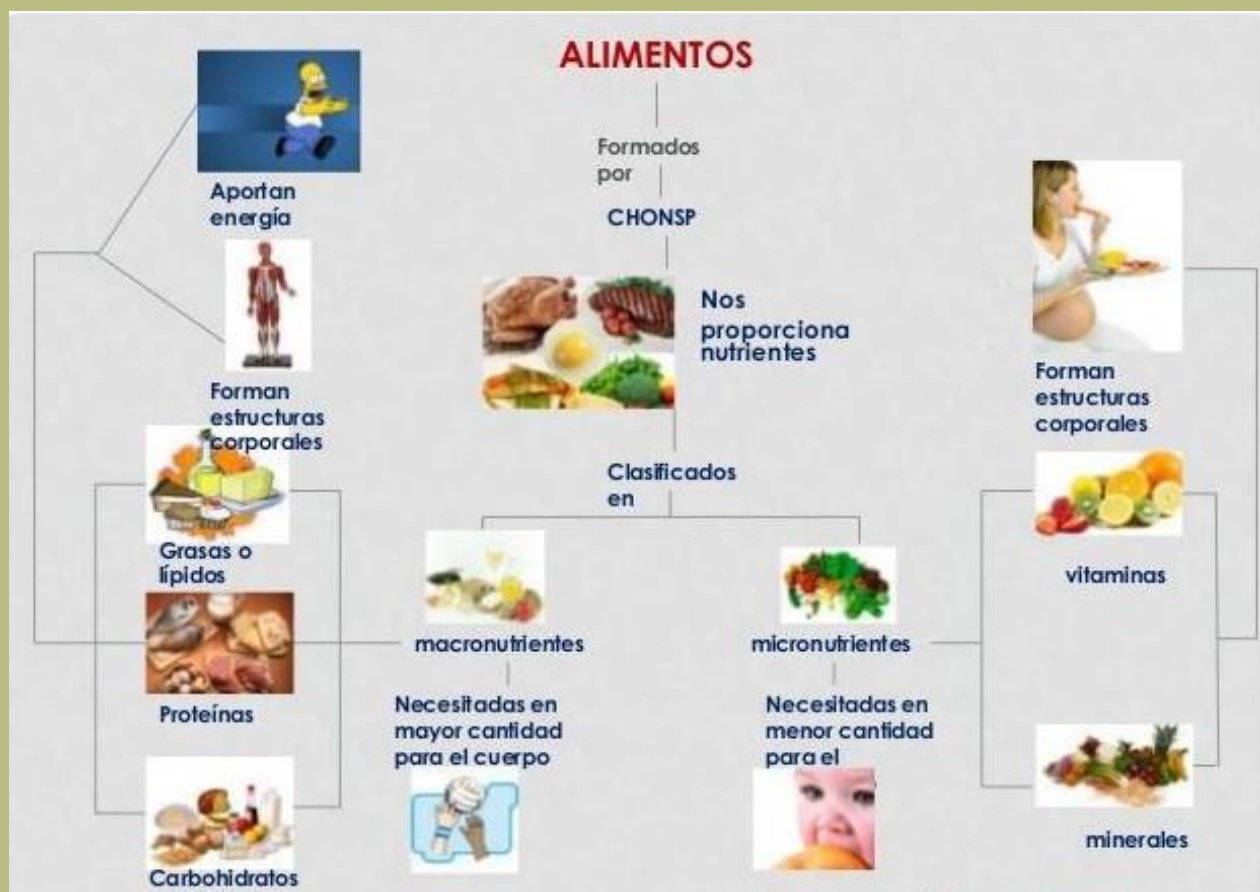 ALIMENTOS
Formados
por
CHONSP
Nos
proporciona
nutrientes
Clasificados
en
Aportan
energía
Forman
estructuras
corporales
Grasas o
lípidos
Proteínas
Carbohidratos
macronutrientes
Necesitadas en
mayor cantidad
para el cuerpo
micronutrientes
Necesitadas en
menor cantidad
para el
Forman
estructuras
corporales
vitaminas
minerales